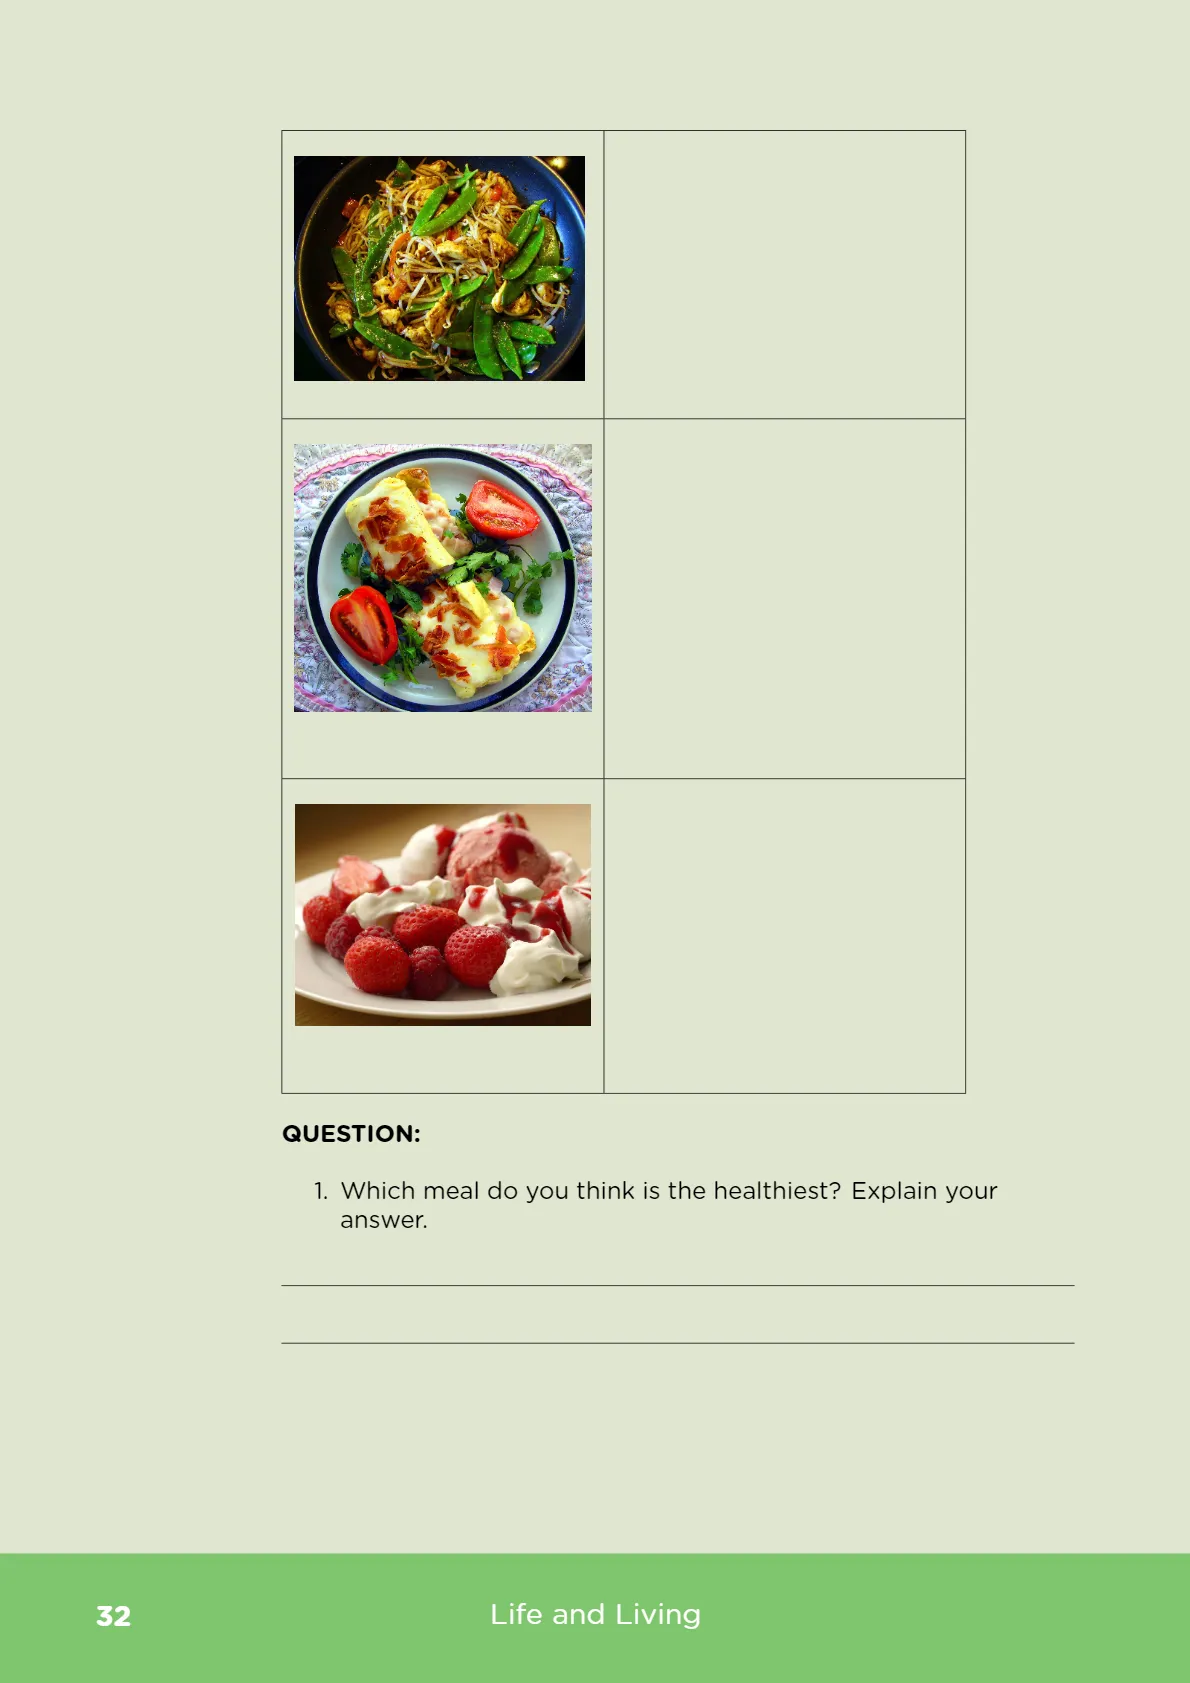 QUESTION:
1. Which meal do you think is the healthiest? Explain your
answer.
32
Life and Living